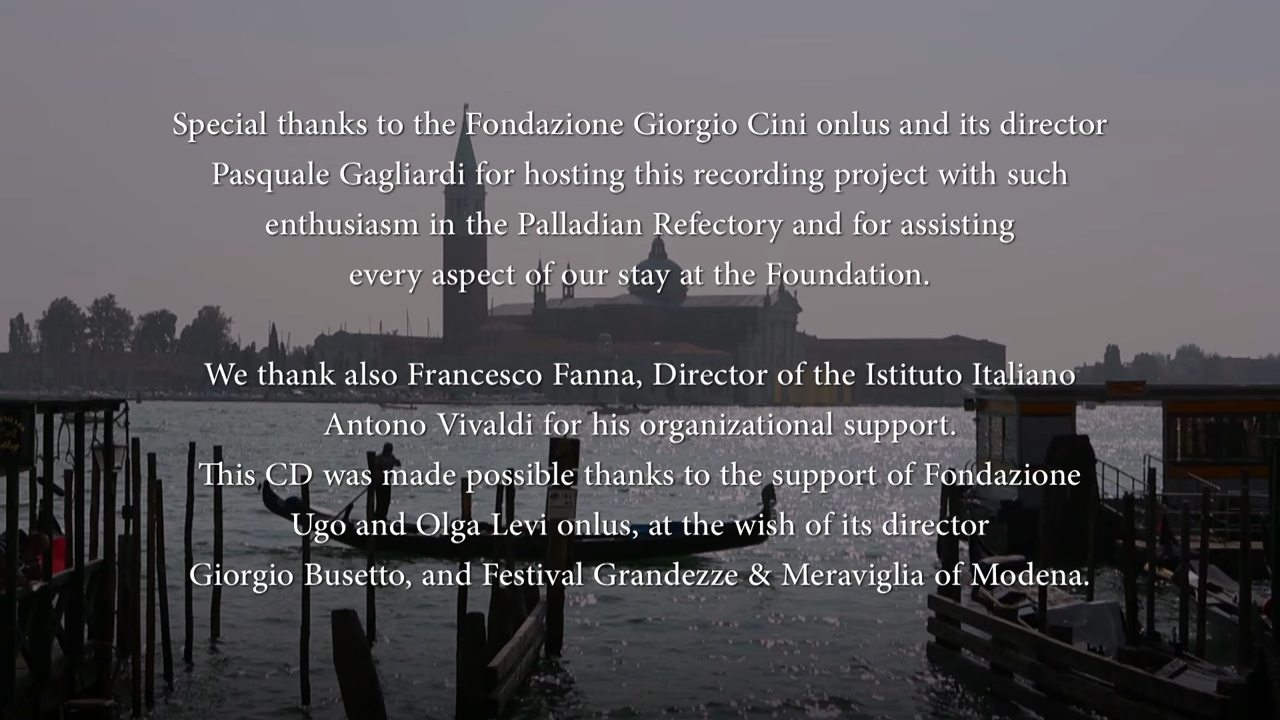 Special thanks to the Fondazione Giorgio Cini onlus and its director
Pasquale Gagliardi for hosting this recording project with such
enthusiasm in the Palladian Refectory and for assisting
every aspect of our stay at the Foundation.
We thank also Francesco Fanna, Director of the Istituto Italiano
Antono Vivaldi for his organizational support.
This CD was made possible thanks to the support of Fondazione
Ugo and Olga Levi onlus, at the wish of its director
Giorgio Busetto, and Festival Grandezze & Meraviglia of Modena.